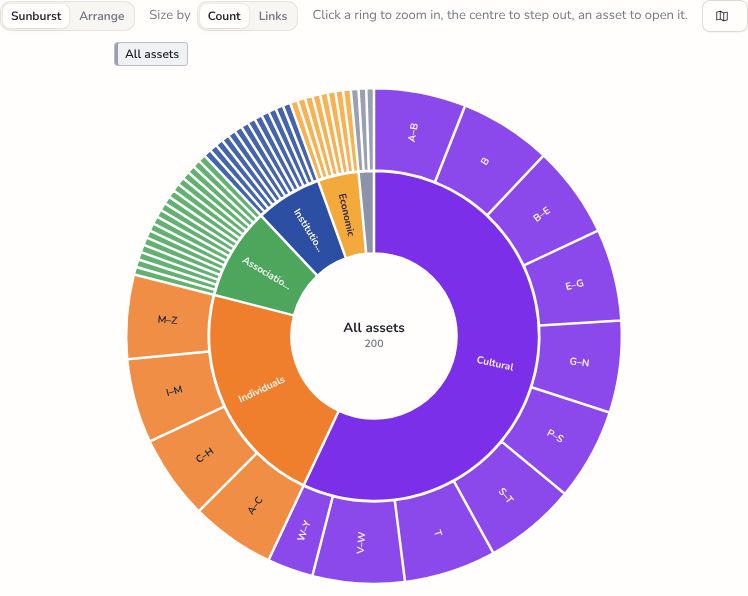 Sunburst Arrange Size by Count Links Click a ring to zoom in, the centre to step out, an asset to open it.
All assets
A–B
B
B–E
E–G
G–N
P–S
S–T
T
V–W
W–Y
A–C
C–H
I–M
M–Z
Cultural
Individuals
Associatio...
Institutio...
Economic
All assets
200